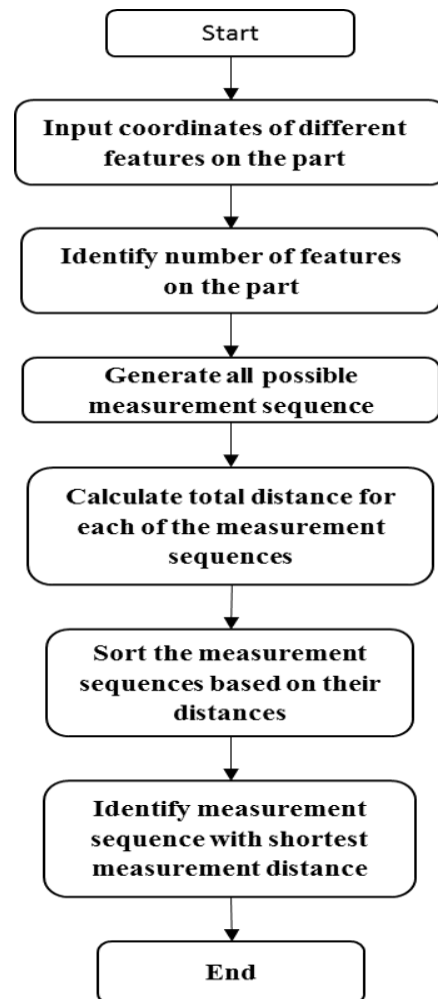 Start
Input coordinates of different
features on the part
Identify number of features
on the part
Generate all possible
measurement sequence
Calculate total distance for
each of the measurement
sequences
Sort the measurement
sequences based on their
distances
Identify measurement
sequence with shortest
measurement distance
End